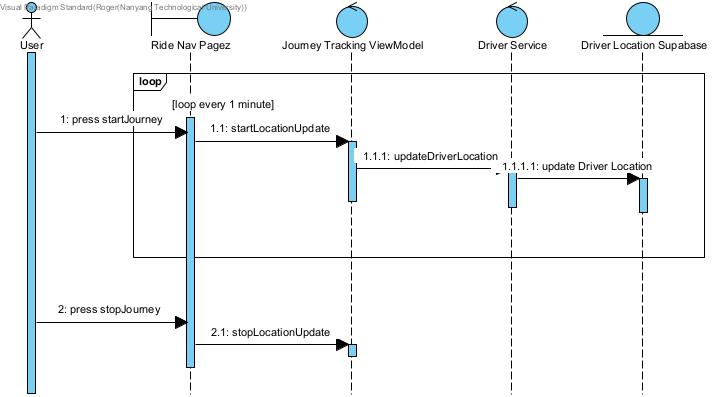 Visual Paradigm Standard(Roger(Nanyang Technological University))
User
Ride Nav Pagez
Journey Tracking ViewModel
Driver Service
Driver Location Supabase
loop
[loop every 1 minute]
1: press startJourney
1.1: startLocationUpdate
1.1.1: updateDriverLocation
1.1.1.1: update Driver Location
2: press stopJourney
2.1: stopLocationUpdate